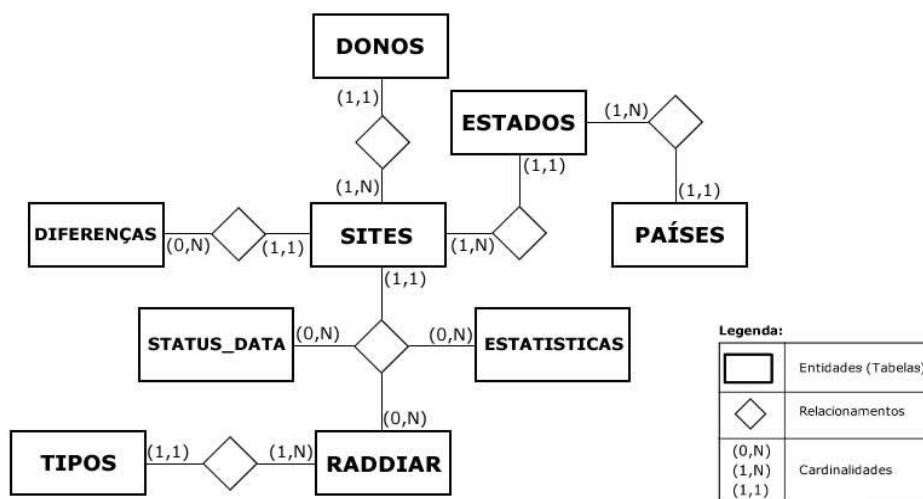 DONOS
(1,1)
ESTADOS
(1,N)
(1,1)
(1,N)
(1,1)
DIFERENÇAS
(0,N)
(1,1)
SITES
(1,N)
PAÍSES
(1,1)
STATUS_DATA
(0,N)
(0,N)
ESTATISTICAS
(0,N)
TIPOS
(1,1)
(1,N)
RADDIAR
Legenda:
Entidades (Tabelas)
Relacionamentos
(0,N)
(1,N)
(1,1)
Cardinalidades